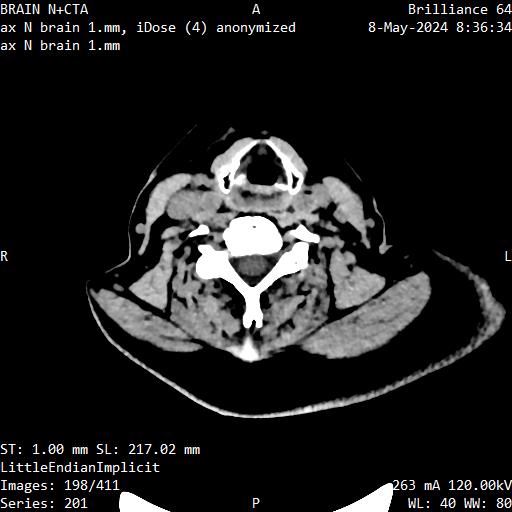 BRAIN N+CTA
A
Brilliance 64
ax N brain 1.mm, iDose (4) anonymized
8-May-2024 8:36:34
ax N brain 1.mm
R
L
ST: 1.00 mm SL: 217.02 mm
LittleEndianImplicit
Images: 198/411
263 mA 120.00kV
Series: 201
P
WL: 40 WW: 80